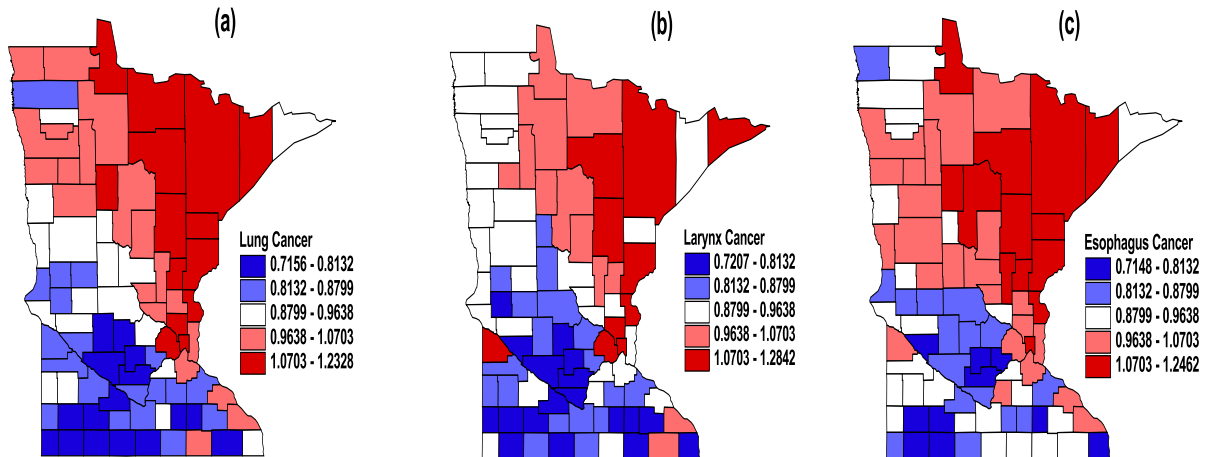 (a)
Lung Cancer
0.7156 - 0.8132
0.8132 - 0.8799
0.8799 - 0.9638
0.9638 - 1.0703
1.0703 - 1.2328
(b)
Larynx Cancer
0.7207 - 0.8132
0.8132 - 0.8799
0.8799 - 0.9638
0.9638 - 1.0703
1.0703 - 1.2842
(c)
Esophagus Cancer
0.7148 - 0.8132
0.8132 - 0.8799
0.8799 - 0.9638
0.9638 - 1.0703
1.0703 - 1.2462